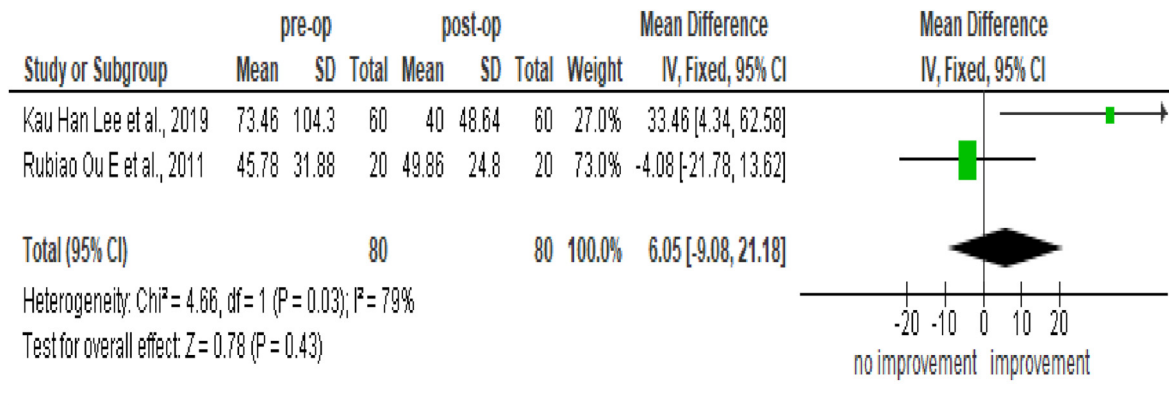 pre-op post-op Mean Difference Mean Difference
Study or Subgroup Mean SD Total Mean SD Total Weight IV, Fixed, 95% CI IV, Fixed, 95% CI
Kau Han Lee et al., 2019 73.46 104.3 60 40 48.64 60 27.0% 33.46 [4.34, 62.58]
Rubiao Ou E et al., 2011 45.78 31.88 20 49.86 24.8 20 73.0% -4.08 [-21.78, 13.62]
Total (95% CI) 80 80 100.0% 6.05 [-9.08, 21.18]
Heterogeneity: Chi² = 4.66, df = 1 (P = 0.03); I² = 79%
Test for overall effect: Z = 0.78 (P = 0.43)
-20 -10 0 10 20
no improvement improvement